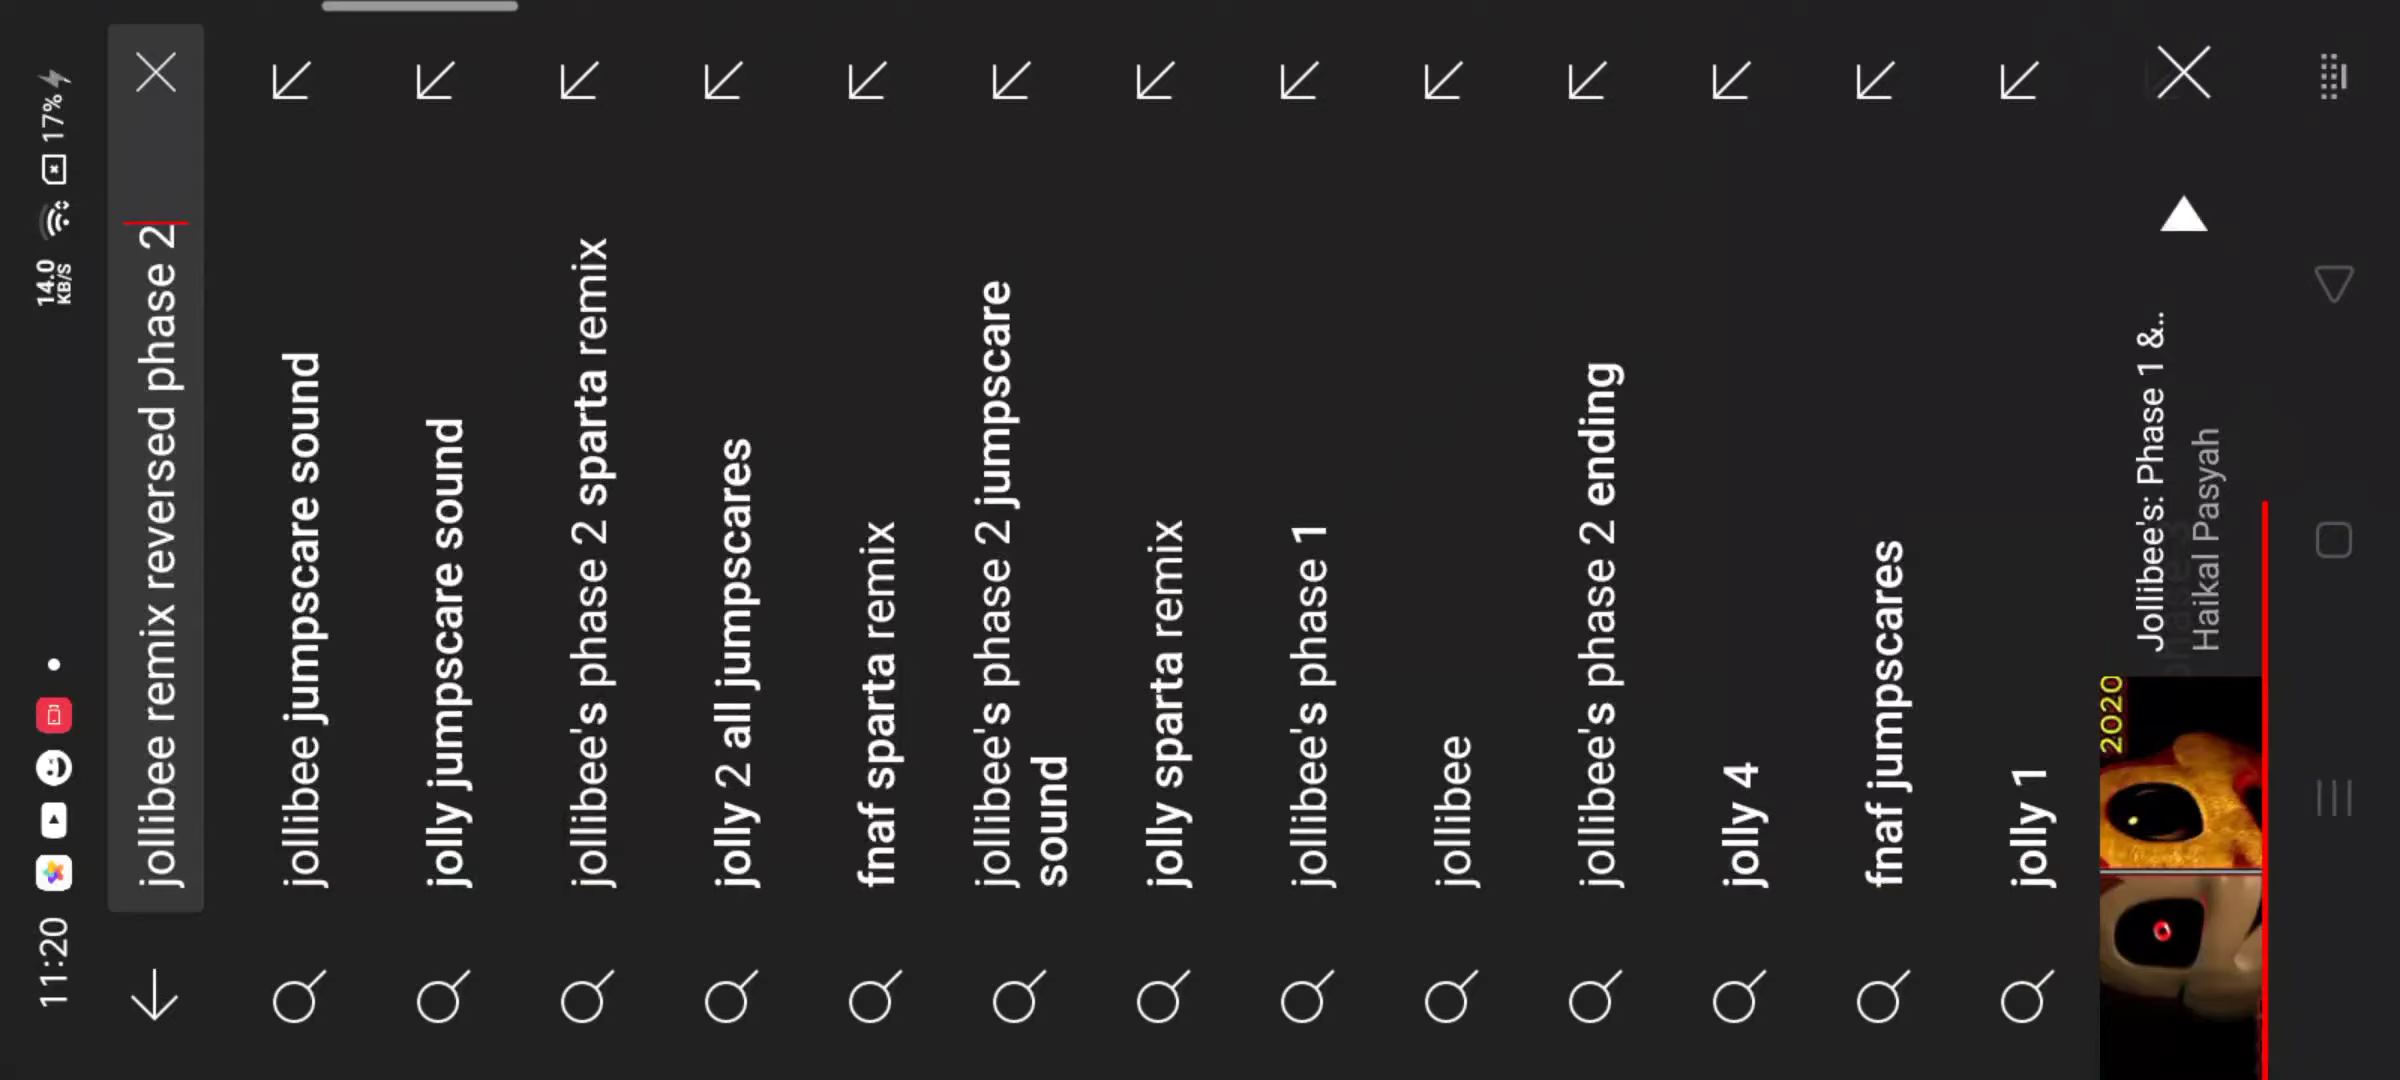 11:20
14.0
KB/S
17%
jollibee remix reversed phase 2
jollibee jumpscare sound
jolly jumpscare sound
jollibee's phase 2 sparta remix
jolly 2 all jumpscares
fnaf sparta remix
jollibee's phase 2 jumpscare
sound
jolly sparta remix
jollibee's phase 1
jollibee
jollibee's phase 2 ending
jolly 4
fnaf jumpscares
jolly 1
2020
Jollibee's: Phase 1 &..
Haikal Pasyah